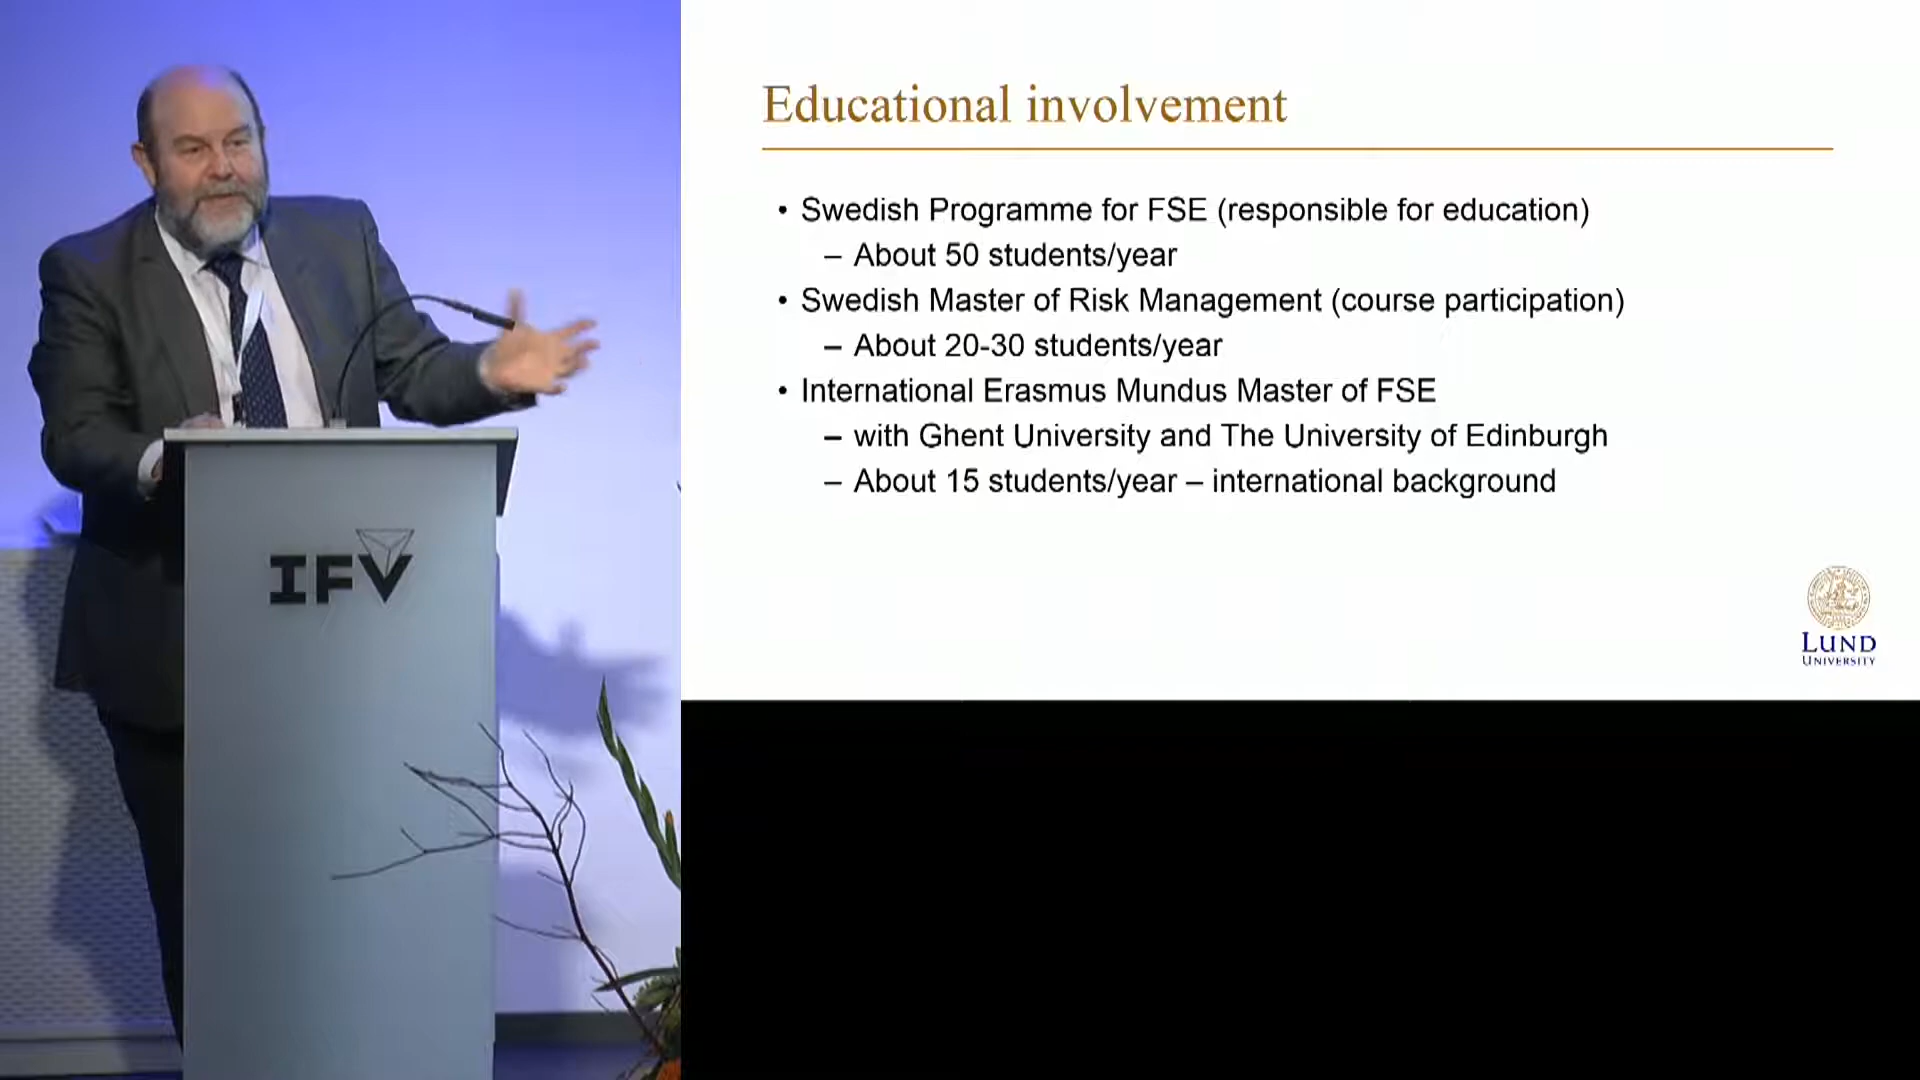 Educational involvement
• Swedish Programme for FSE (responsible for education)
– About 50 students/year
• Swedish Master of Risk Management (course participation)
– About 20-30 students/year
• International Erasmus Mundus Master of FSE
– with Ghent University and The University of Edinburgh
– About 15 students/year – international background
IFV
LUND
UNIVERSITY